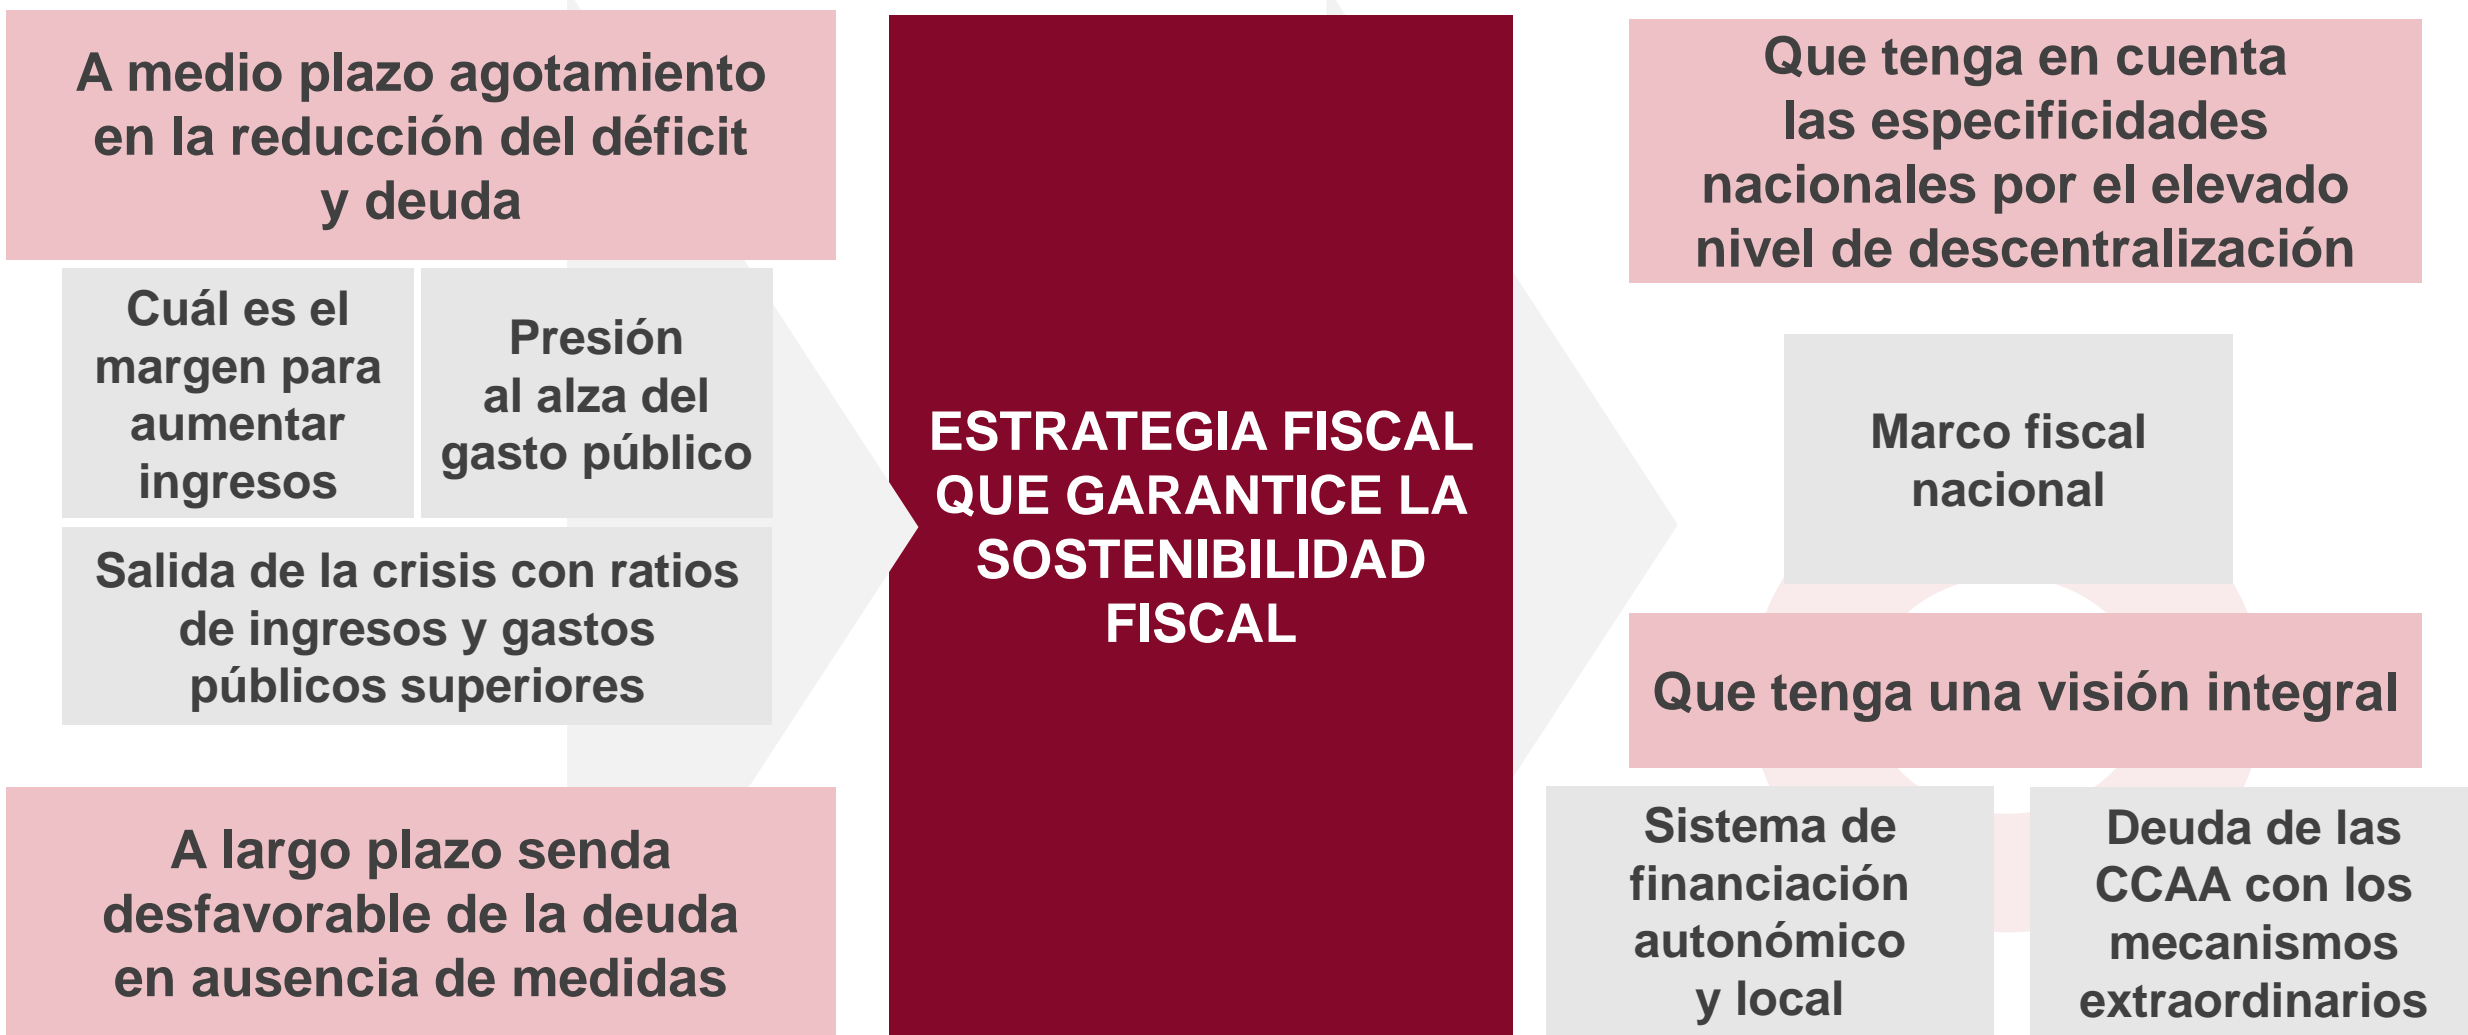 A medio plazo agotamiento
en la reducción del déficit
y deuda
Cuál es el
margen para
aumentar
ingresos
Presión
al alza del
gasto público
Salida de la crisis con ratios
de ingresos y gastos
públicos superiores
A largo plazo senda
desfavorable de la deuda
en ausencia de medidas
ESTRATEGIA FISCAL
QUE GARANTICE LA
SOSTENIBILIDAD
FISCAL
Que tenga en cuenta
las especificidades
nacionales por el elevado
nivel de descentralización
Marco fiscal
nacional
Que tenga una visión integral
Sistema de
financiación
autonómico
y local
Deuda de las
CCAA con los
mecanismos
extraordinarios